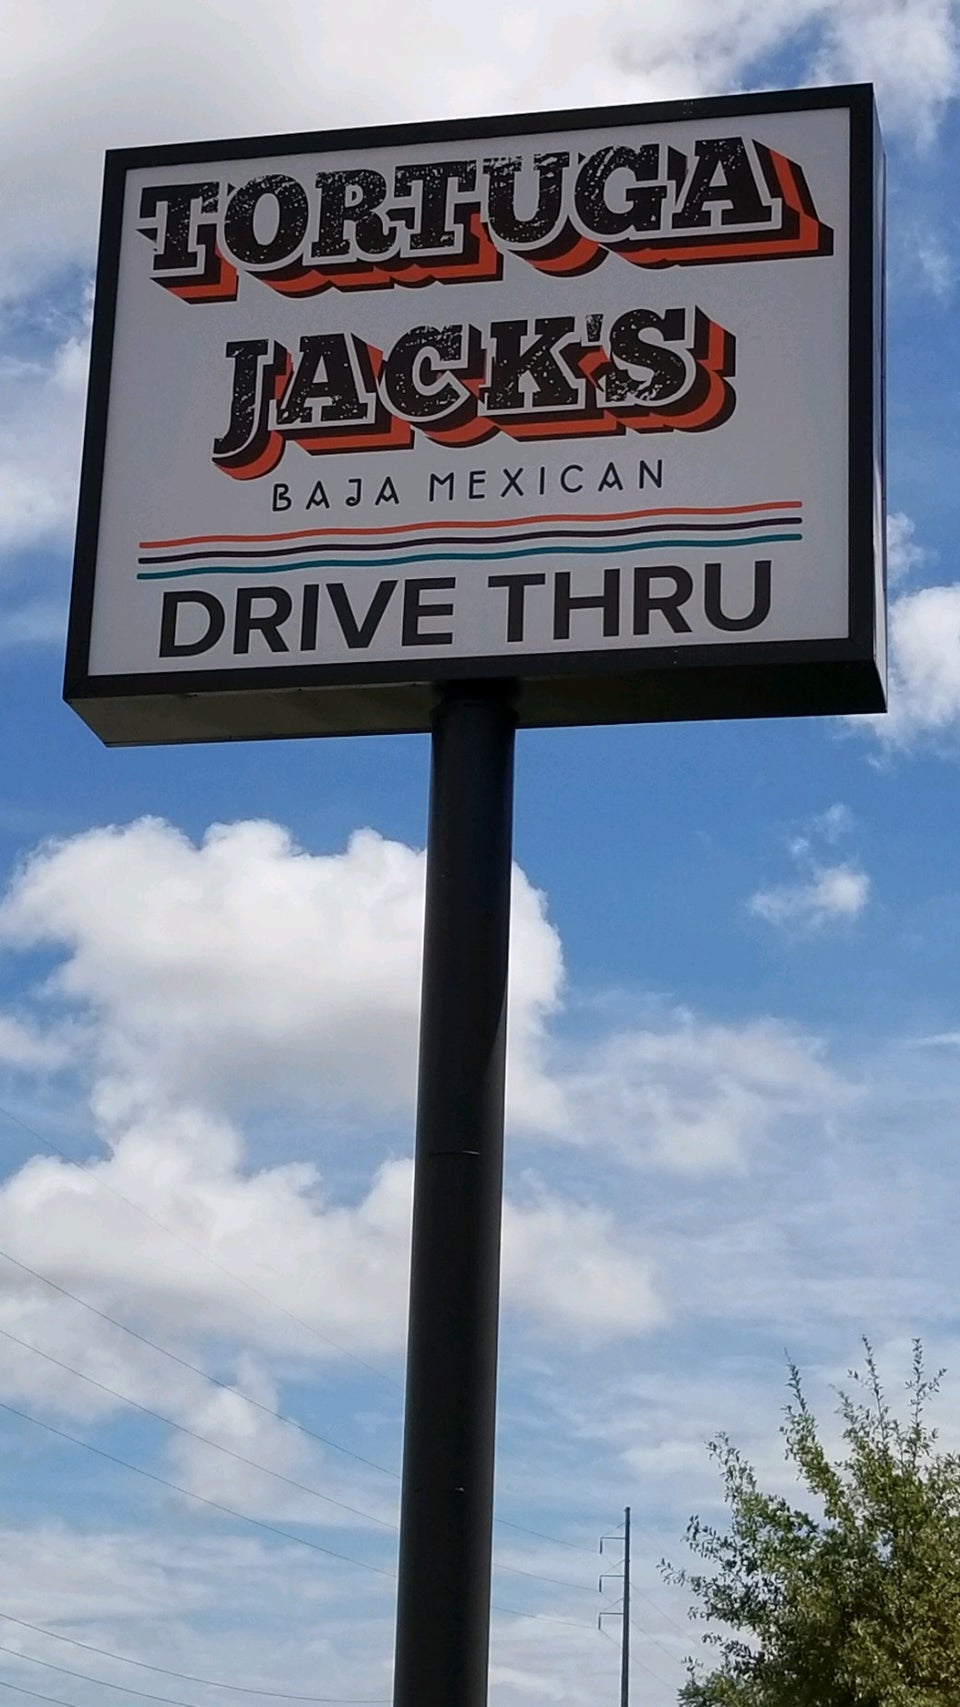 TORTUGA
JACK'S
BAJA MEXICAN
DRIVE THRU